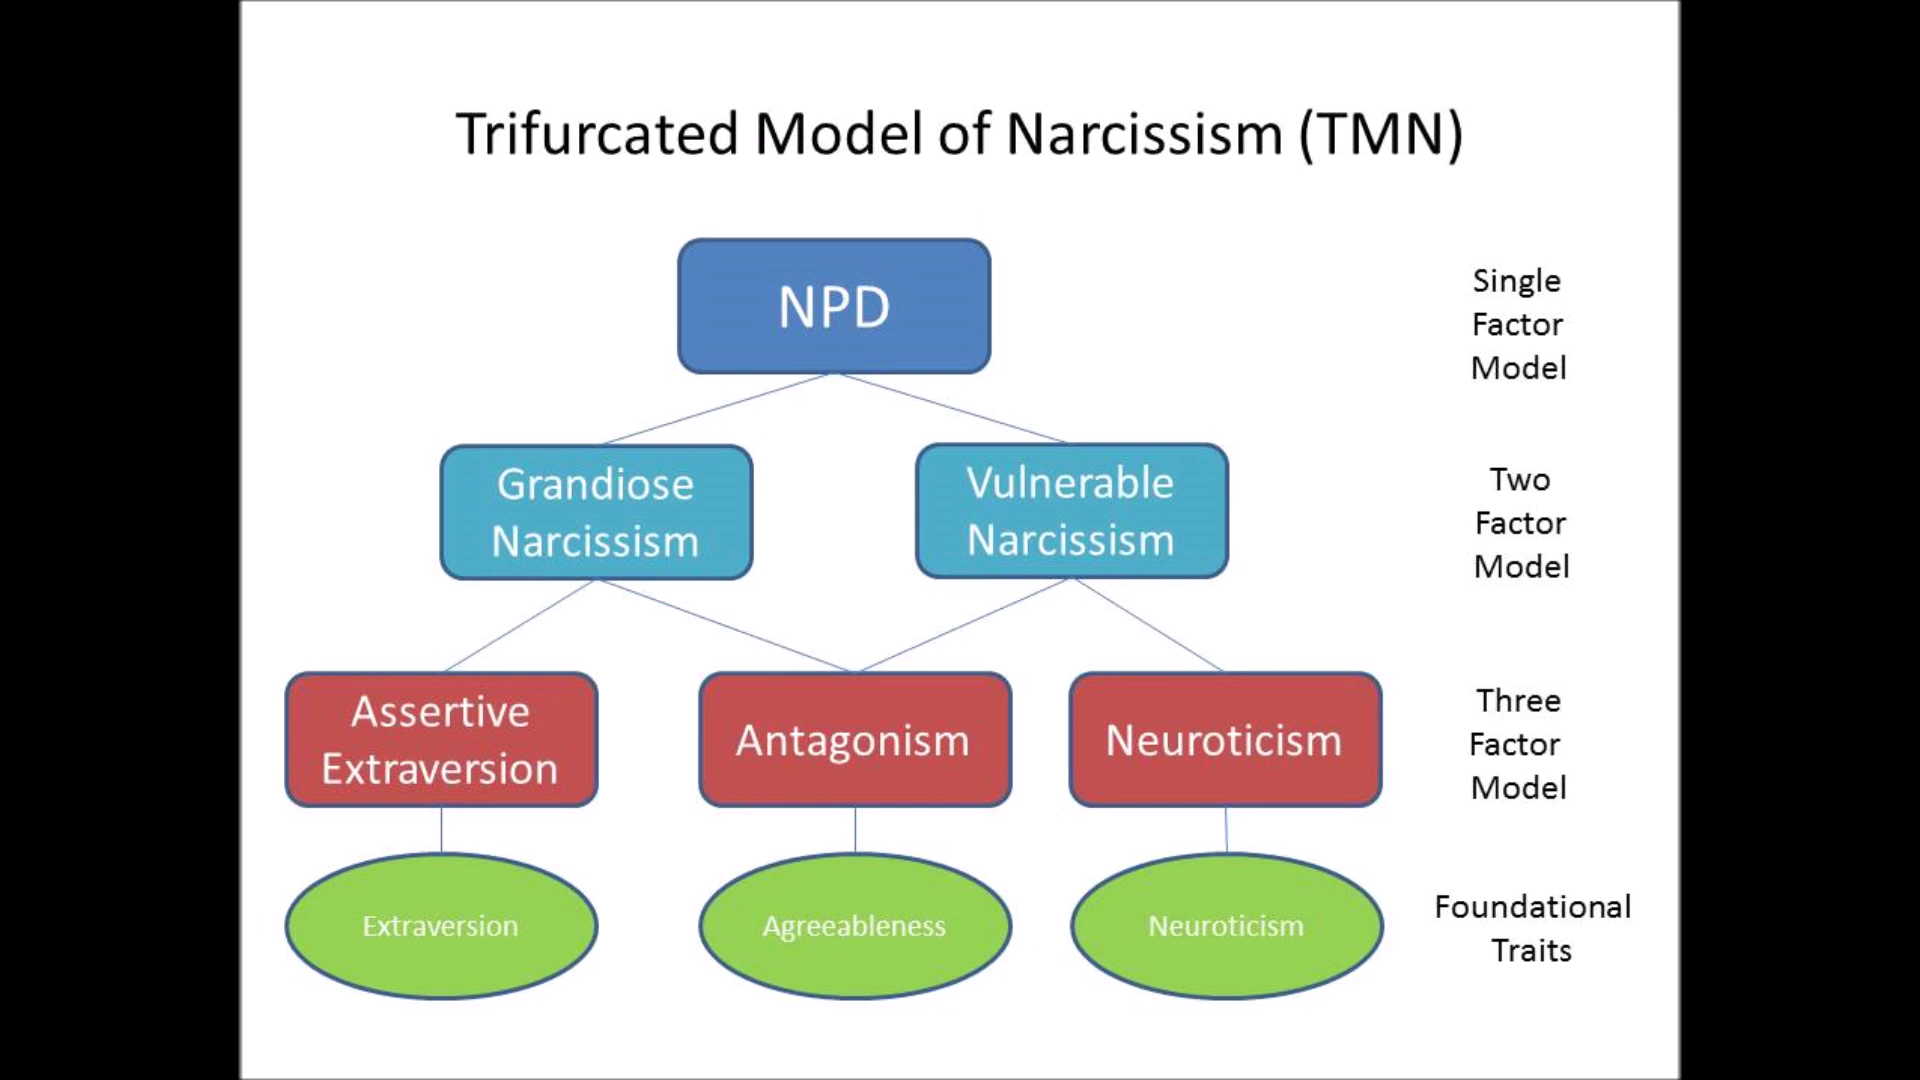 Trifurcated Model of Narcissism (TMN)
NPD
Single
Factor
Model
Grandiose
Narcissism
Vulnerable
Narcissism
Two
Factor
Model
Assertive
Extraversion
Antagonism
Neuroticism
Three
Factor
Model
Extraversion
Agreeableness
Neuroticism
Foundational
Traits